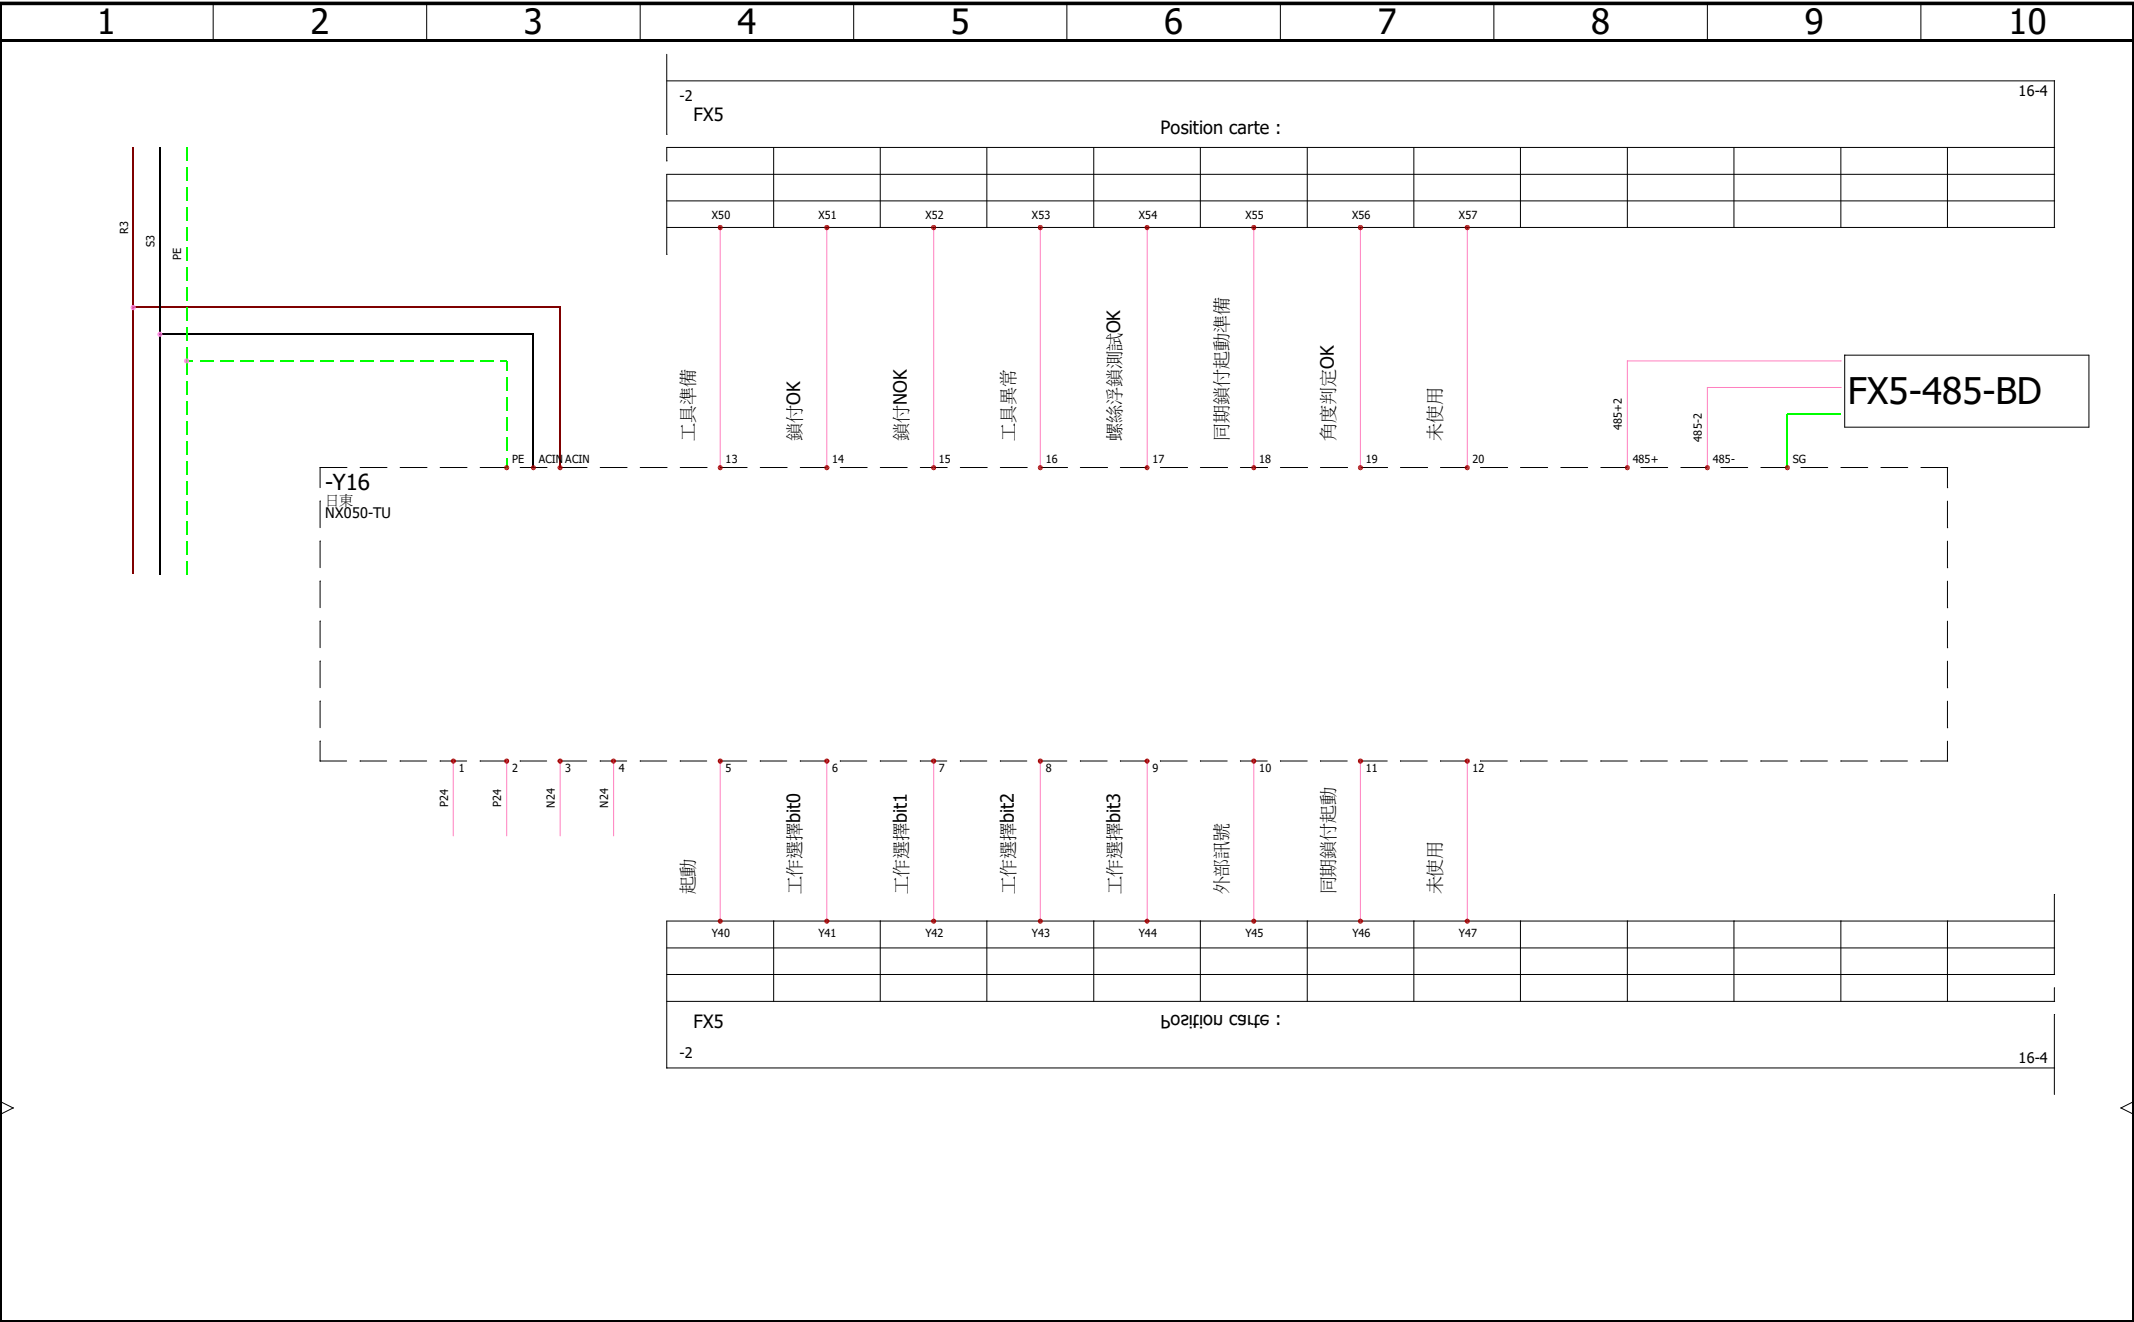 1 2 3 4 5 6 7 8 9 10
-2
16-4
FX5
Position carte :
X50 X51 X52 X53 X54 X55 X56 X57
R3
S3
PE
工具準備
鎖付OK
鎖付NOK
工具異常
螺絲浮鎖測試OK
同期鎖付起動準備
角度判定OK
未使用
485+2
485-2
FX5-485-BD
PE ACIN ACIN 13 14 15 16 17 18 19 20 485+ 485- SG
-Y16
日東
NX050-TU
1 2 3 4 5 6 7 8 9 10 11 12
P24
P24
N24
N24
起動
工作選擇bit0
工作選擇bit1
工作選擇bit2
工作選擇bit3
外部訊號
同期鎖付起動
未使用
Y40 Y41 Y42 Y43 Y44 Y45 Y46 Y47
FX5
Position carte :
-2
16-4